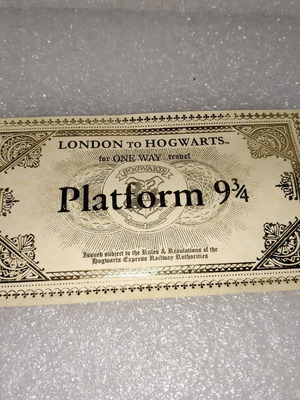 LONDON TO HOGWARTS™
for ONE WAY travel
HOGWARTS
Platform 9¾
Issued subject to the Rules & Regulations of the
Hogwarts Express Railway Authorities